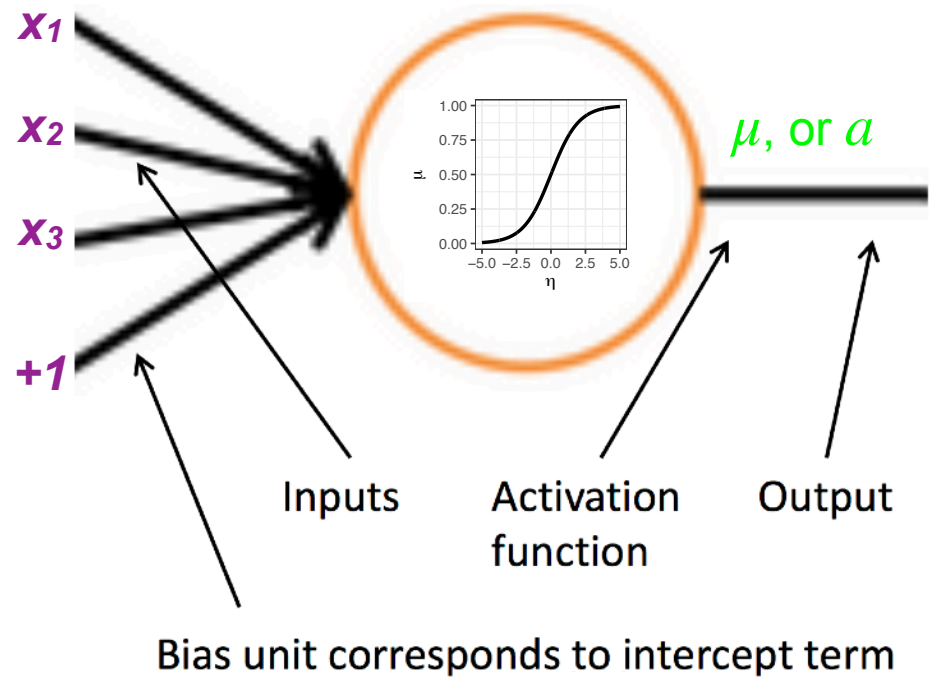 x1
x2
x3
+1
1.00
0.75
0.50
0.25
0.00
μ
−5.0 −2.5 0.0 2.5 5.0
η
μ, or a
Inputs
Activation
function
Output
Bias unit corresponds to intercept term